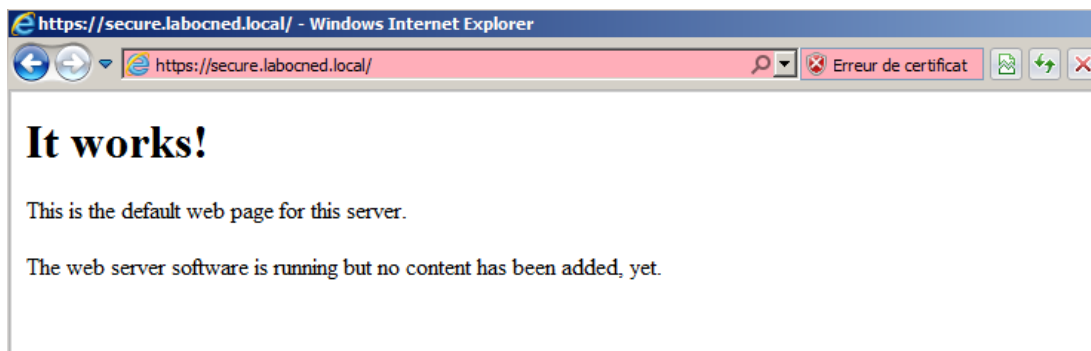 https://secure.labocned.local/ - Windows Internet Explorer
https://secure.labocned.local/ Erreur de certificat
It works!
This is the default web page for this server.
The web server software is running but no content has been added, yet.